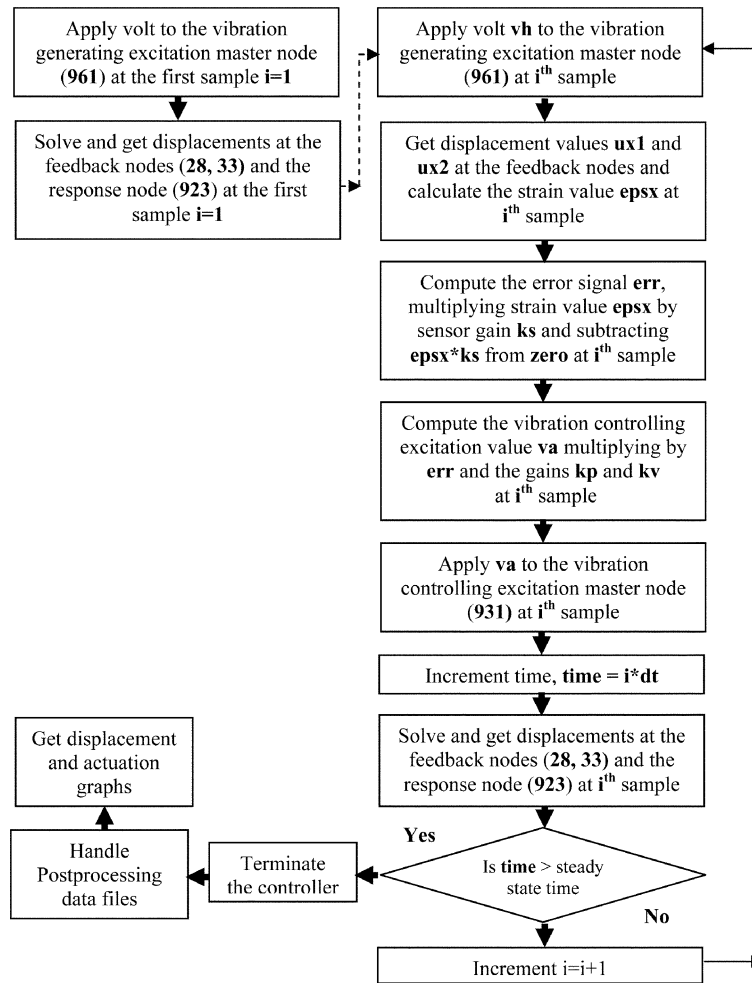 Apply volt to the vibration
generating excitation master node
(961) at the first sample i=1
Solve and get displacements at the
feedback nodes (28, 33) and the
response node (923) at the first
sample i=1
Apply volt vh to the vibration
generating excitation master node
(961) at ith sample
Get displacement values ux1 and
ux2 at the feedback nodes and
calculate the strain value epsx at
ith sample
Compute the error signal err,
multiplying strain value epsx by
sensor gain ks and subtracting
epsx*ks from zero at ith sample
Compute the vibration controlling
excitation value va multiplying by
err and the gains kp and kv
at ith sample
Apply va to the vibration
controlling excitation master node
(931) at ith sample
Increment time, time = i*dt
Solve and get displacements at the
feedback nodes (28, 33) and the
response node (923) at ith sample
Is time > steady
state time
Yes
No
Terminate
the controller
Handle
Postprocessing
data files
Get displacement
and actuation
graphs
Increment i=i+1